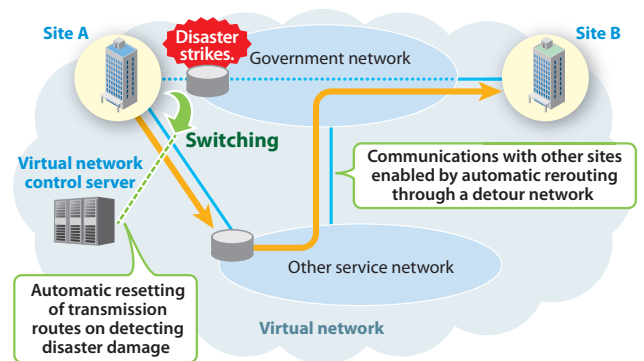 Site A
Disaster
strikes.
Government network
Site B
Switching
Virtual network
control server
Communications with other sites
enabled by automatic rerouting
through a detour network
Other service network
Automatic resetting
of transmission
routes on detecting
disaster damage
Virtual network